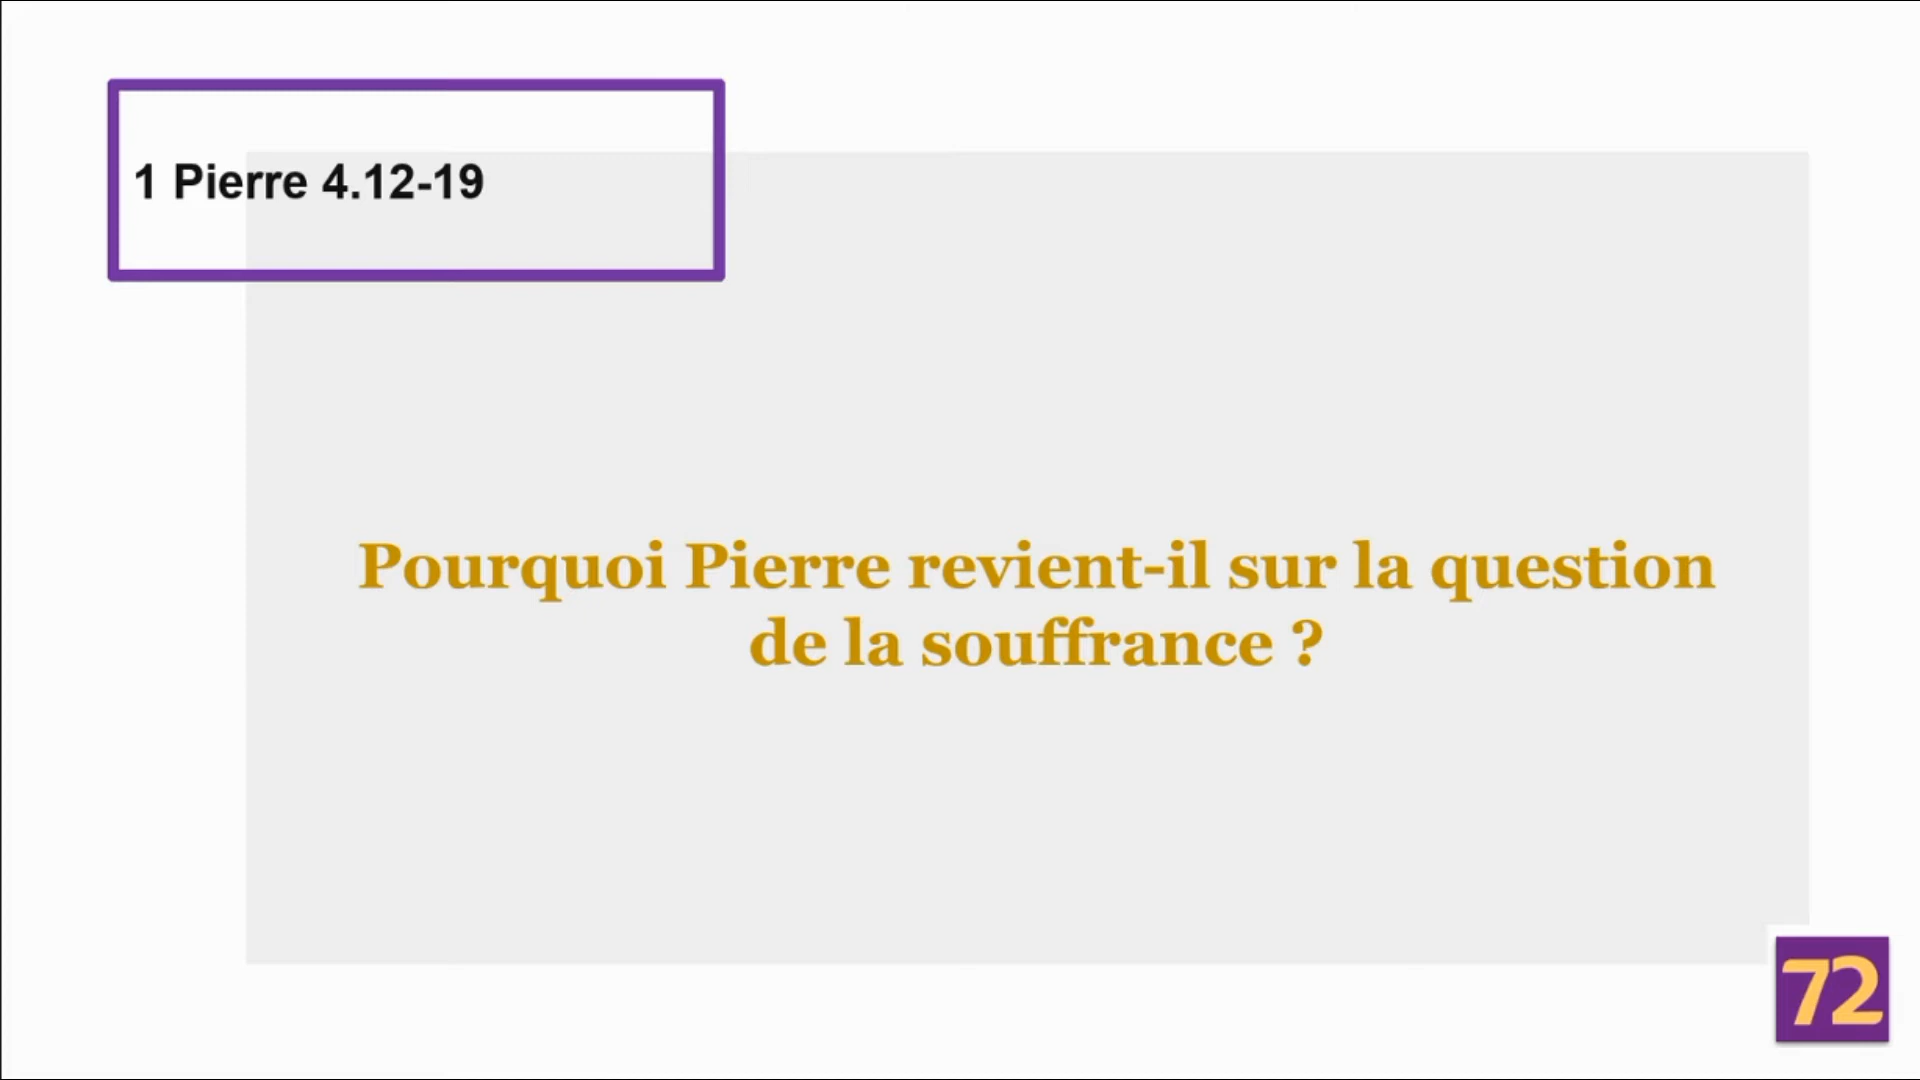 1 Pierre 4.12-19
Pourquoi Pierre revient-il sur la question
de la souffrance ?
72